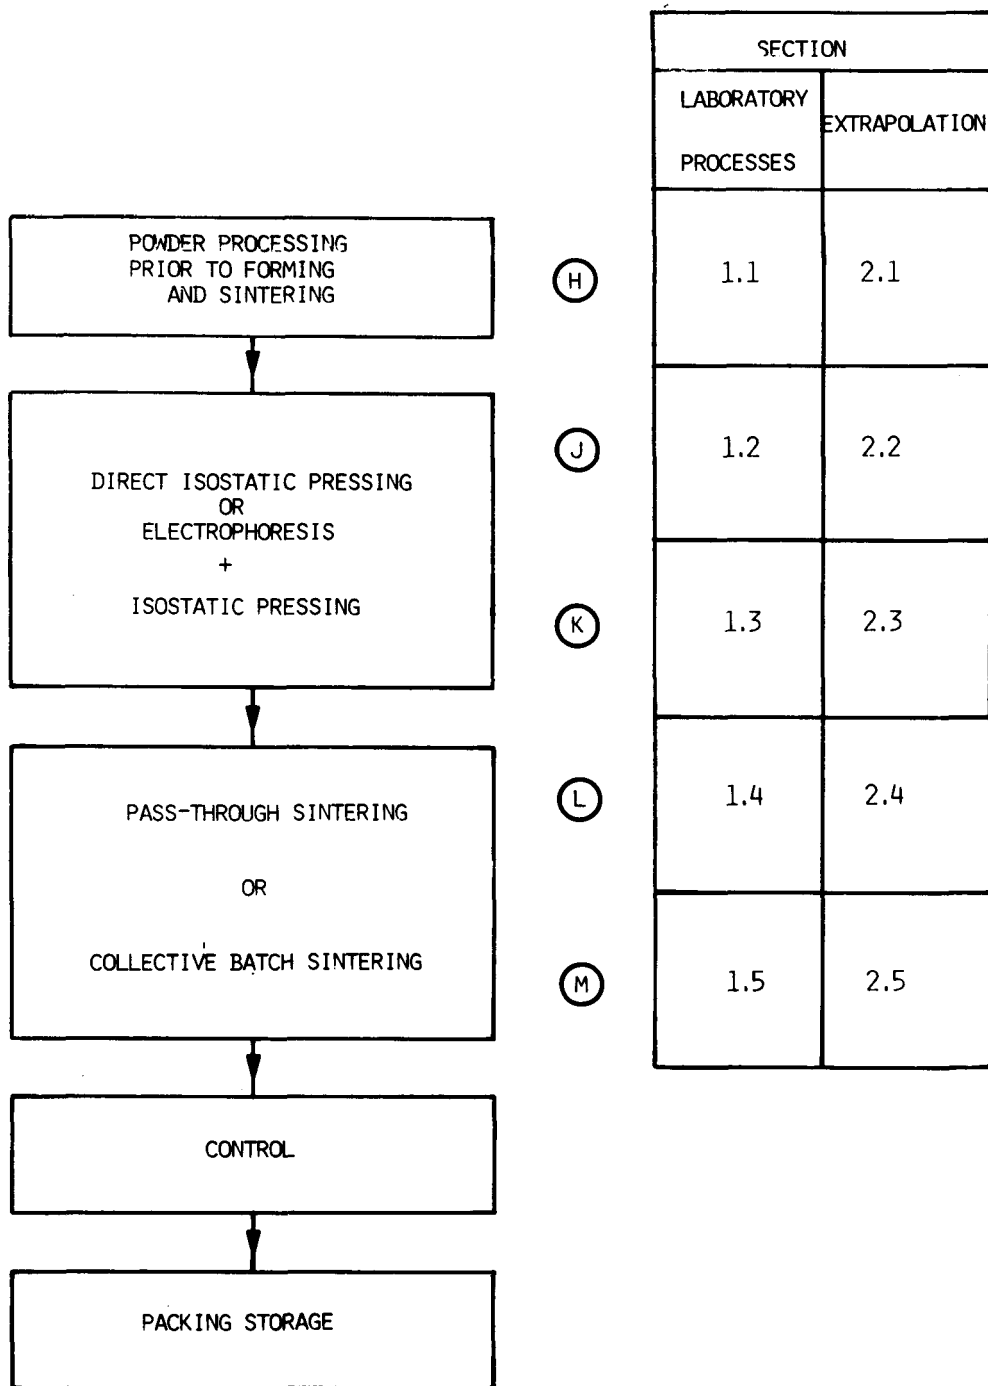 SECTION
LABORATORY
PROCESSES
EXTRAPOLATION
POWDER PROCESSING
PRIOR TO FORMING
AND SINTERING
H
1.1
2.1
DIRECT ISOSTATIC PRESSING
OR
ELECTROPHORESIS
+
ISOSTATIC PRESSING
J
1.2
2.2
K
1.3
2.3
PASS-THROUGH SINTERING
OR
COLLECTIVE BATCH SINTERING
L
1.4
2.4
M
1.5
2.5
CONTROL
PACKING STORAGE